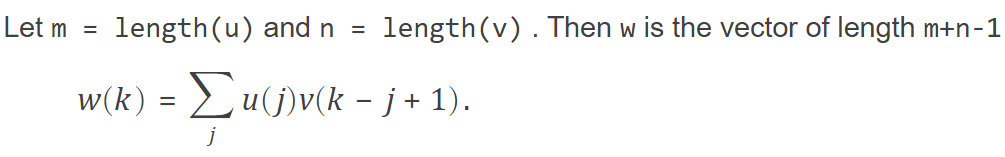 Let m = length(u) and n = length(v) . Then w is the vector of length m+n-1
w(k) = ∑ u(j)v(k − j + 1).
j